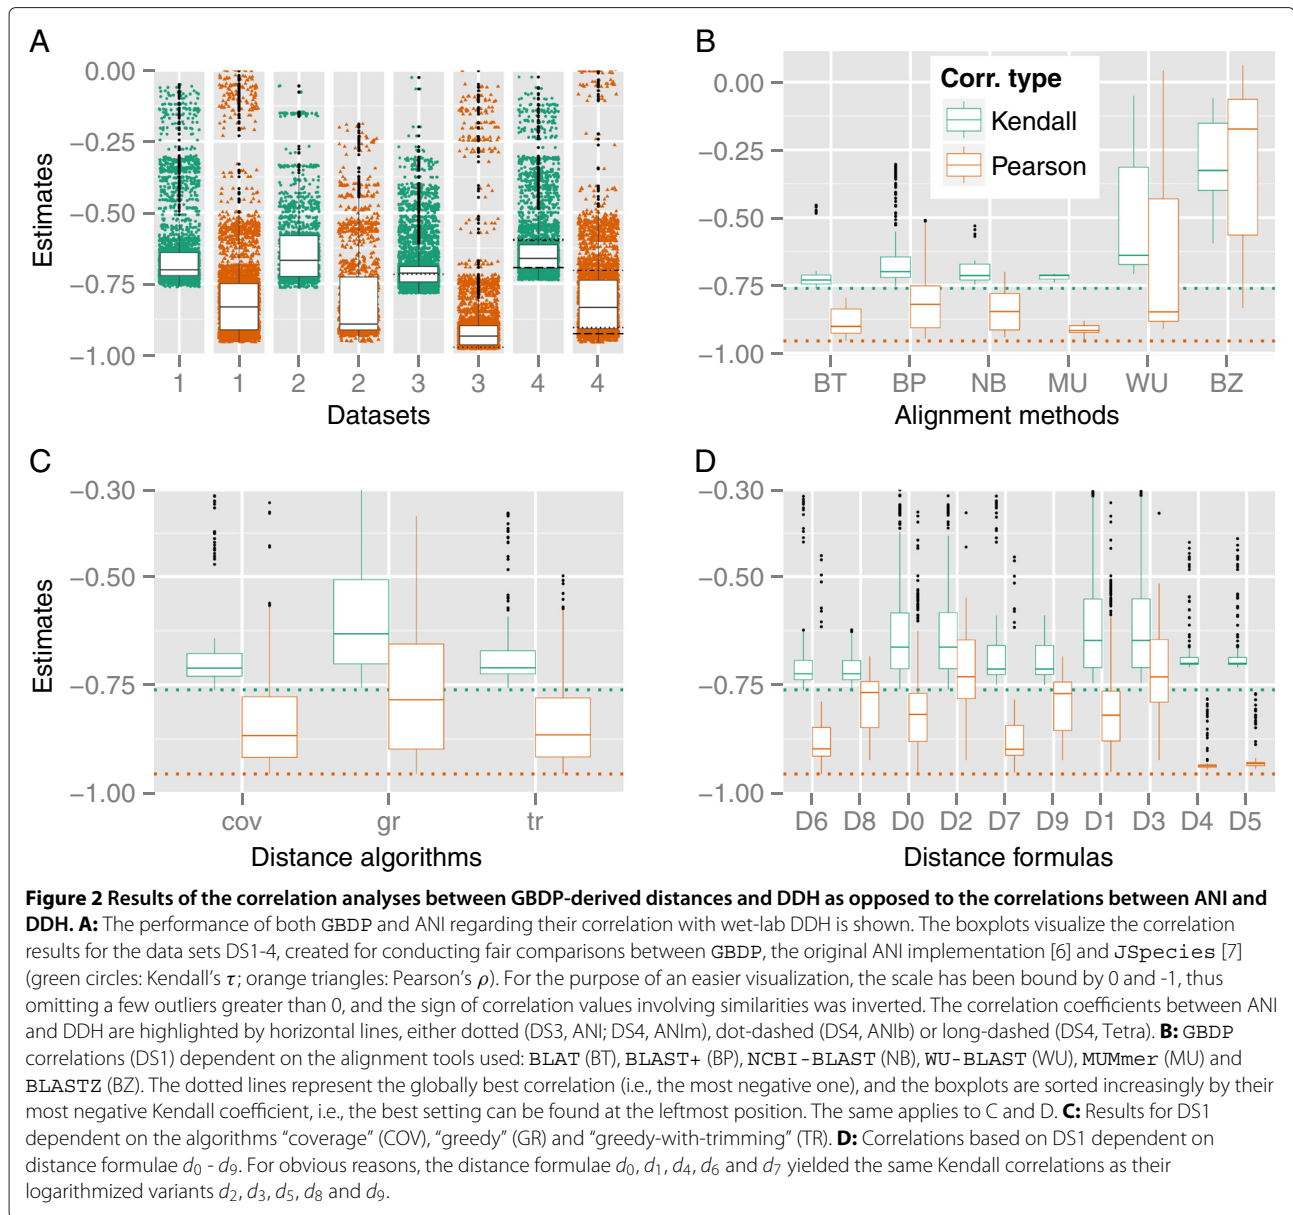 A
0.00
−0.25
−0.50
−0.75
−1.00
Estimates
1 1 2 2 3 3 4 4
Datasets
B
0.00
−0.25
−0.50
−0.75
−1.00
Corr. type
Kendall
Pearson
BT BP NB MU WU BZ
Alignment methods
C
−0.30
−0.50
−0.75
−1.00
Estimates
cov gr tr
Distance algorithms
D
−0.30
−0.50
−0.75
−1.00
D6 D8 D0 D2 D7 D9 D1 D3 D4 D5
Distance formulas
Figure 2 Results of the correlation analyses between GBDP-derived distances and DDH as opposed to the correlations between ANI and
DDH. A: The performance of both GBDP and ANI regarding their correlation with wet-lab DDH is shown. The boxplots visualize the correlation
results for the data sets DS1-4, created for conducting fair comparisons between GBDP, the original ANI implementation [6] and JSpecies [7]
(green circles: Kendall's τ; orange triangles: Pearson's ρ). For the purpose of an easier visualization, the scale has been bound by 0 and -1, thus
omitting a few outliers greater than 0, and the sign of correlation values involving similarities was inverted. The correlation coefficients between ANI
and DDH are highlighted by horizontal lines, either dotted (DS3, ANI; DS4, ANIm), dot-dashed (DS4, ANIb) or long-dashed (DS4, Tetra). B: GBDP
correlations (DS1) dependent on the alignment tools used: BLAT (BT), BLAST+ (BP), NCBI-BLAST (NB), WU-BLAST (WU), MUMmer (MU) and
BLASTZ (BZ). The dotted lines represent the globally best correlation (i.e., the most negative one), and the boxplots are sorted increasingly by their
most negative Kendall coefficient, i.e., the best setting can be found at the leftmost position. The same applies to C and D. C: Results for DS1
dependent on the algorithms "coverage" (COV), "greedy" (GR) and "greedy-with-trimming" (TR). D: Correlations based on DS1 dependent on
distance formulae d0 - d9. For obvious reasons, the distance formulae d0, d1, d4, d6 and d7 yielded the same Kendall correlations as their
logarithmized variants d2, d3, d5, d8 and d9.